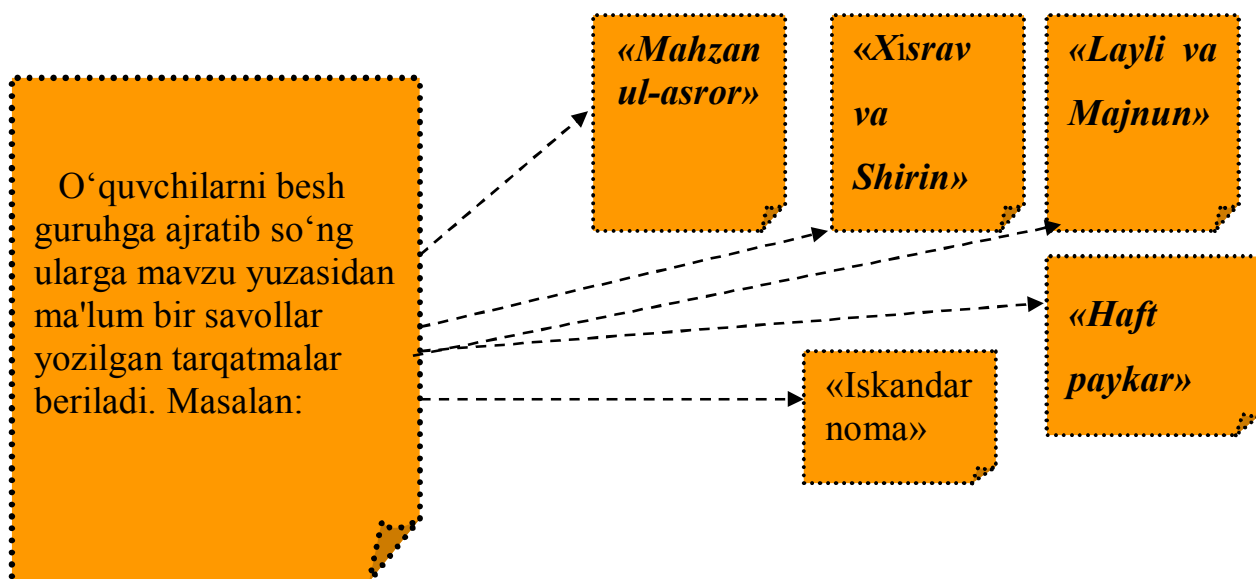 O‘quvchilarni besh
guruhga ajratib so‘ng
ularga mavzu yuzasidan
ma'lum bir savollar
yozilgan tarqatmalar
beriladi. Masalan:
«Mahzan
ul-asror»
«Xisrav
va
Shirin»
«Layli va
Majnun»
«Haft
paykar»
«Iskandar
noma»